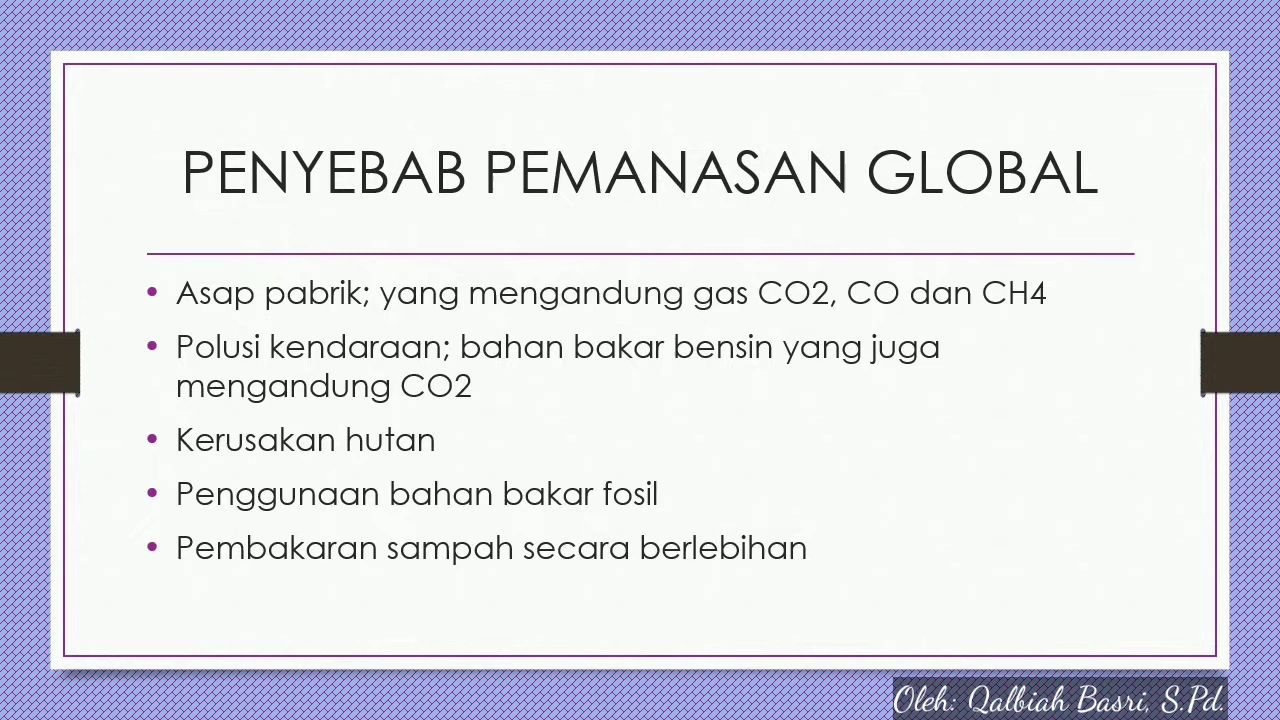 PENYEBAB PEMANASAN GLOBAL
• Asap pabrik; yang mengandung gas CO2, CO dan CH4
• Polusi kendaraan; bahan bakar bensin yang juga
mengandung CO2
• Kerusakan hutan
• Penggunaan bahan bakar fosil
• Pembakaran sampah secara berlebihan
Oleh: Qalbiah Basri, S.Pd.